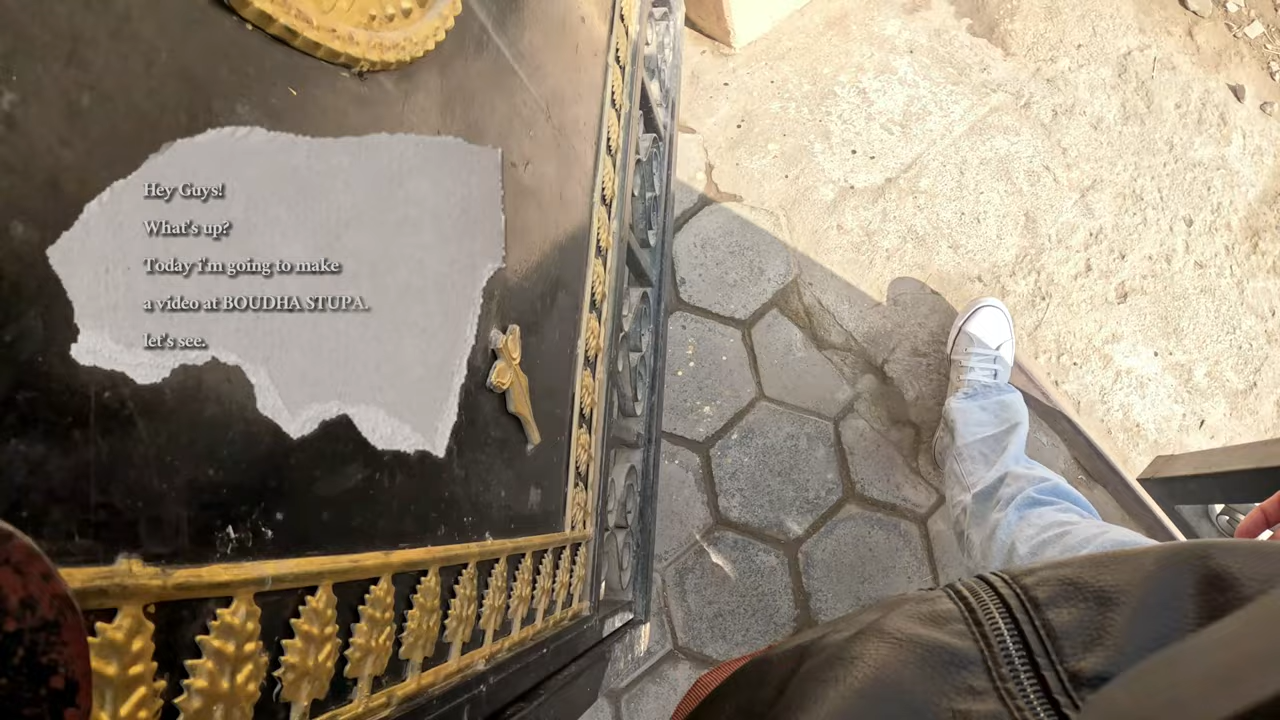 Hey Guys!
What's up?
Today i'm going to make
a video at BOUDHA STUPA.
let's see.